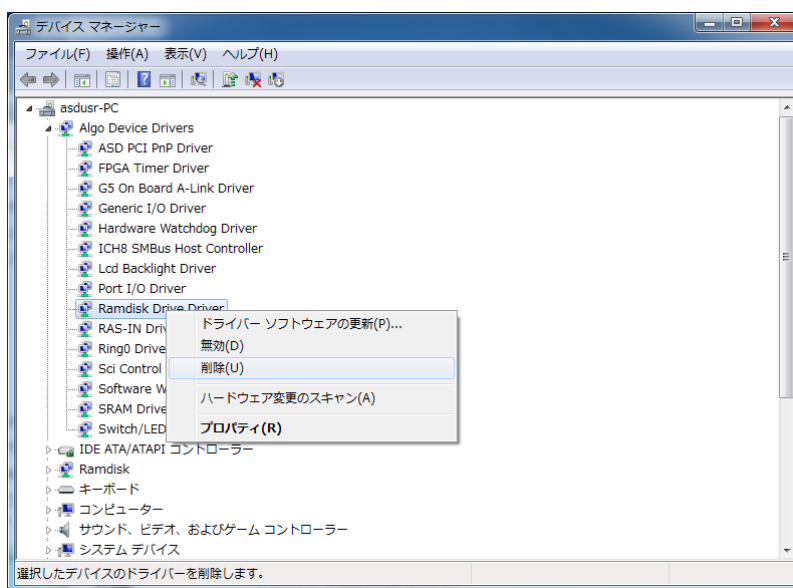 デバイス マネージャー
ファイル(F) 操作(A) 表示(V) ヘルプ(H)
asdusr-PC
Algo Device Drivers
ASD PCI PnP Driver
FPGA Timer Driver
G5 On Board A-Link Driver
Generic I/O Driver
Hardware Watchdog Driver
ICH8 SMBus Host Controller
Lcd Backlight Driver
Port I/O Driver
Ramdisk Drive Driver
RAS-IN Driv
Ring0 Drive
Sci Control
Software W
SRAM Drive
Switch/LED
ドライバー ソフトウェアの更新(P)...
無効(D)
削除(U)
ハードウェア変更のスキャン(A)
プロパティ(R)
IDE ATA/ATAPI コントローラー
Ramdisk
キーボード
コンピューター
サウンド、ビデオ、およびゲーム コントローラー
システム デバイス
選択したデバイスのドライバーを削除します。